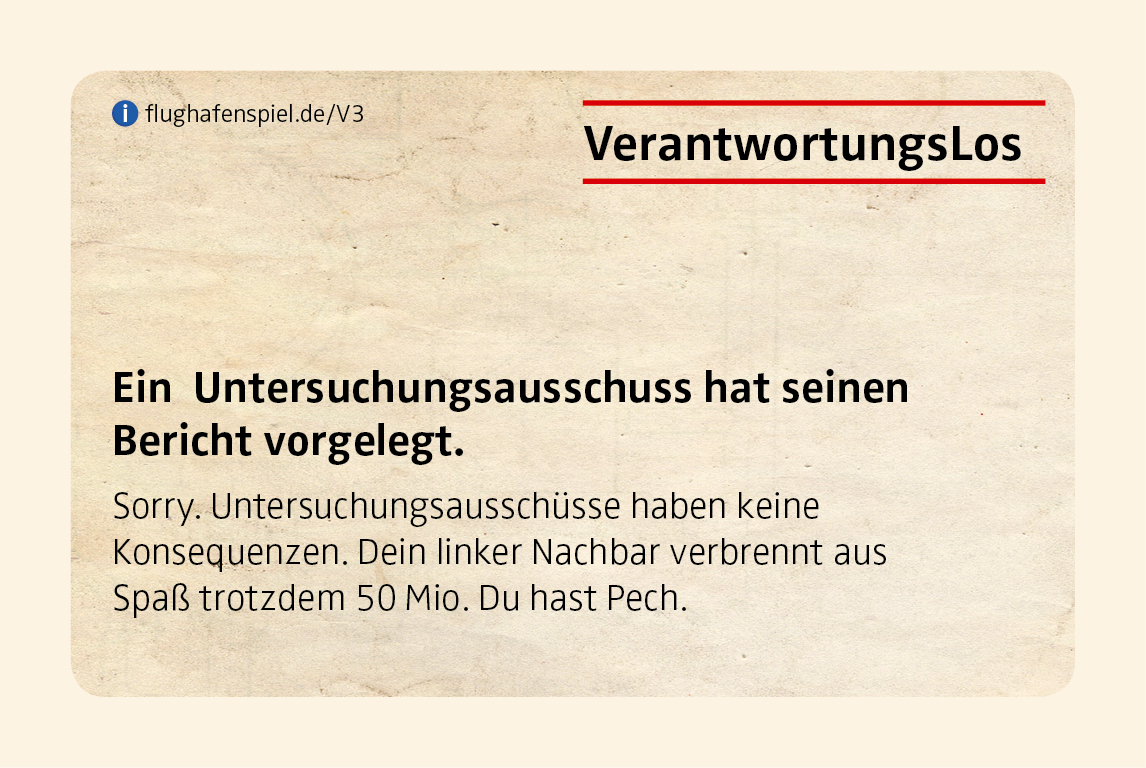 i flughafenspiel.de/V3
VerantwortungsLos
Ein  Untersuchungsausschuss hat seinen
Bericht vorgelegt.
Sorry. Untersuchungsausschüsse haben keine
Konsequenzen. Dein linker Nachbar verbrennt aus
Spaß trotzdem 50 Mio. Du hast Pech.